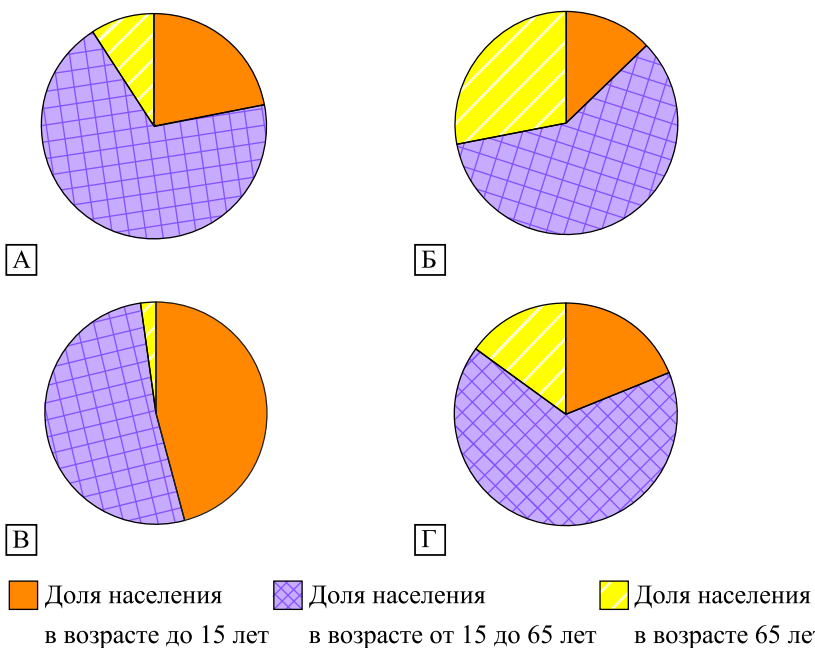 А
Б
В
Г
Доля населения
в возрасте до 15 лет
Доля населения
в возрасте от 15 до 65 лет
Доля населения
в возрасте 65